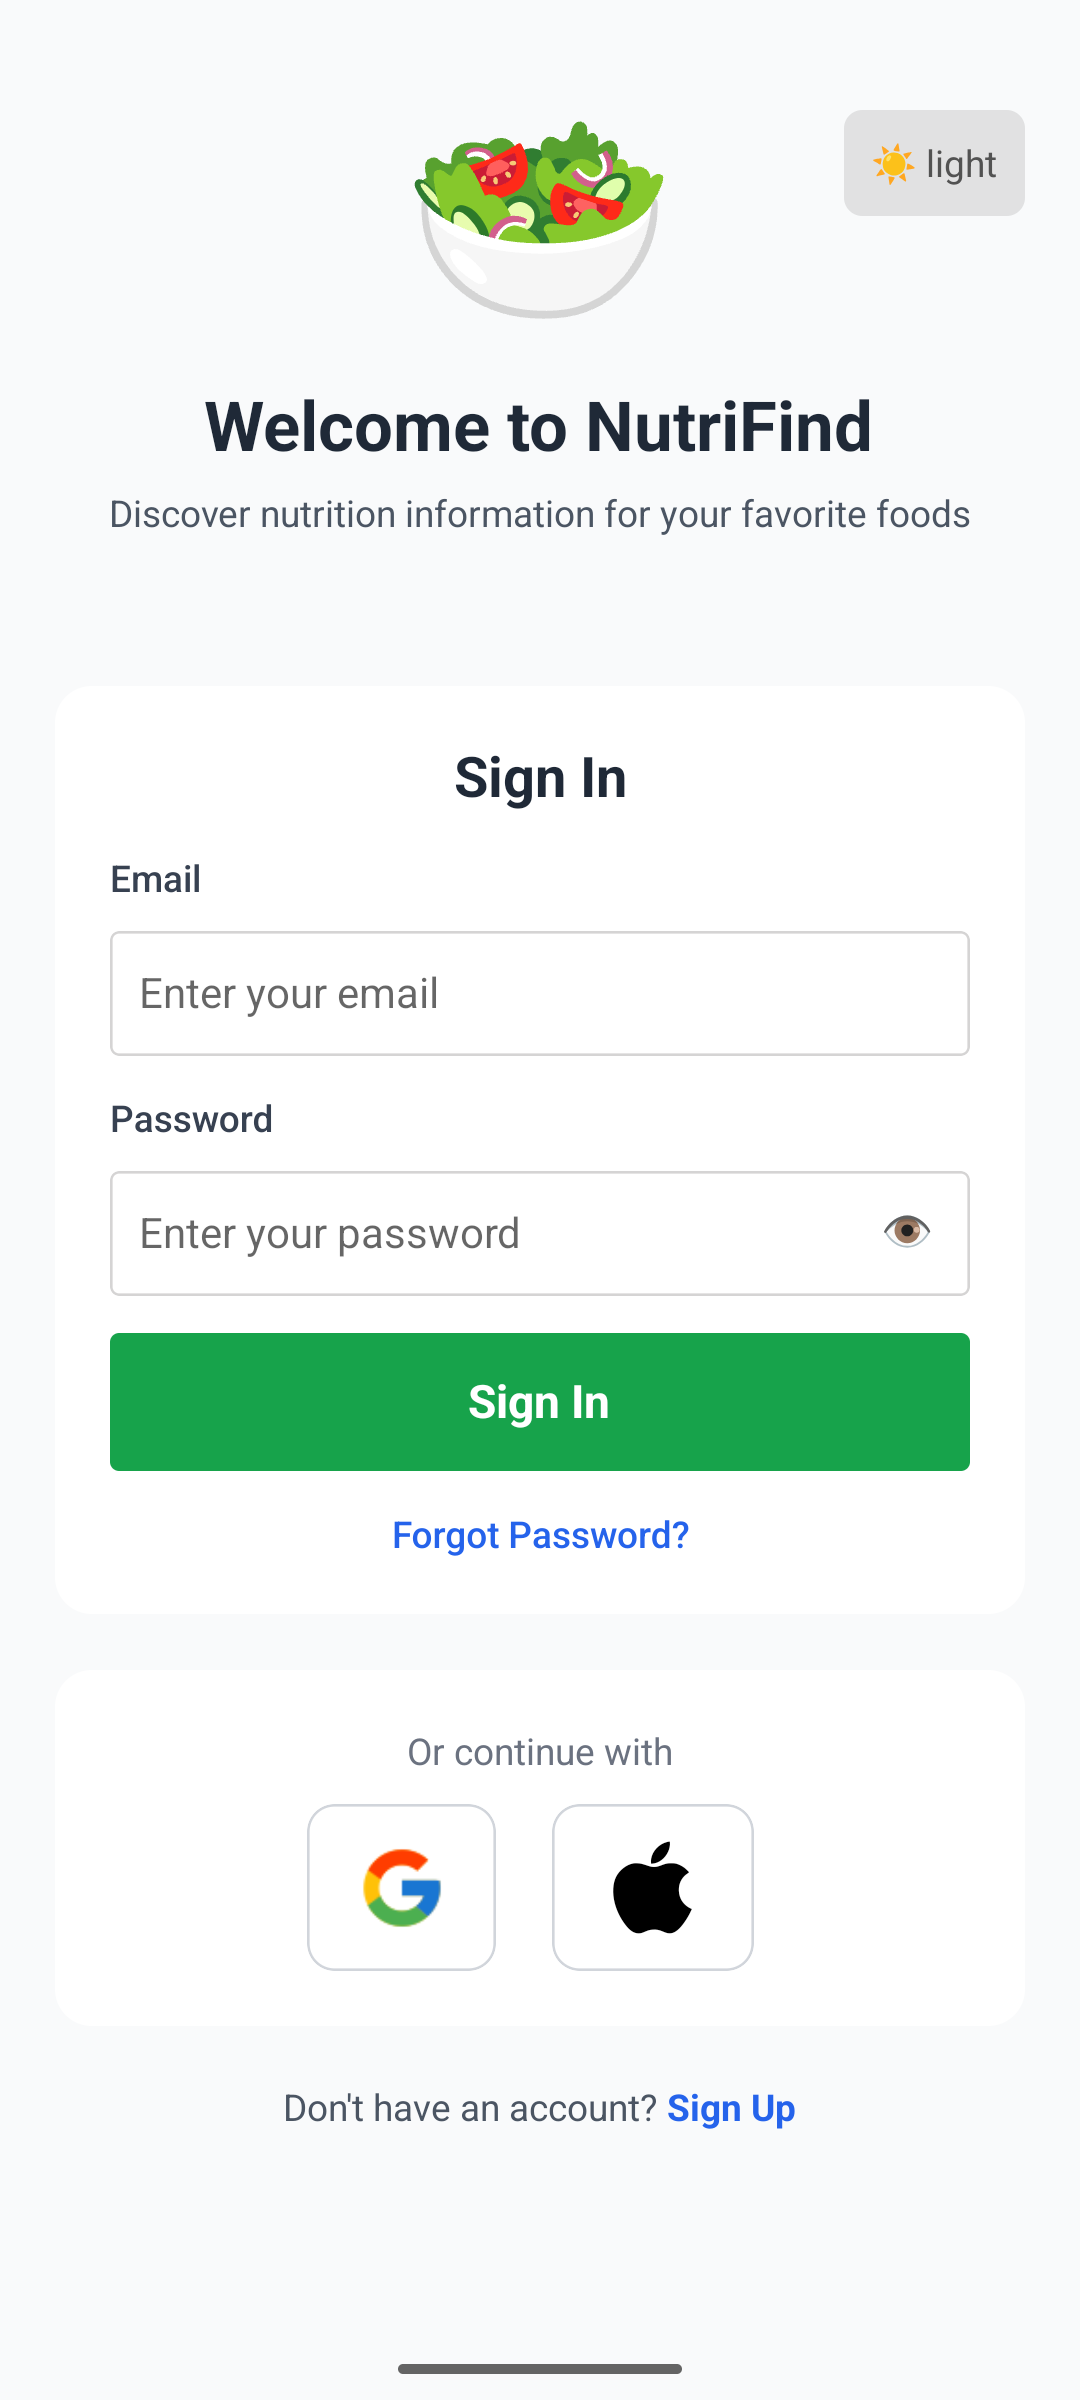 light
Welcome to NutriFind
Discover nutrition information for your favorite foods
Sign In
Email
Enter your email
Password
Enter your password
Sign In
Forgot Password?
Or continue with
Don't have an account? Sign Up